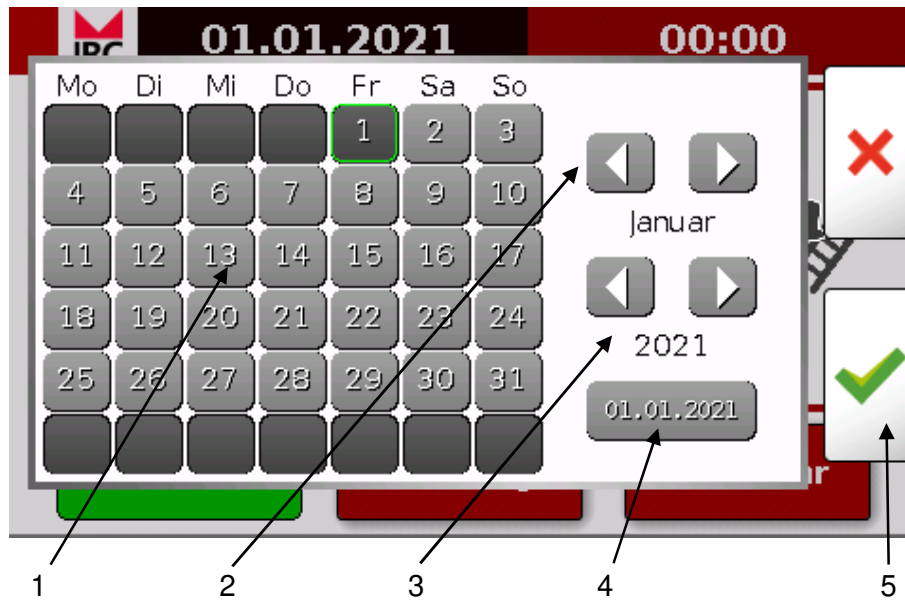 IRC 01.01.2021 00:00
Mo Di Mi Do Fr Sa So
1 2 3
4 5 6 7 8 9 10
11 12 13 14 15 16 17
18 19 20 21 22 23 24
25 26 27 28 29 30 31
Januar
2021
01.01.2021
1 2 3 4 5